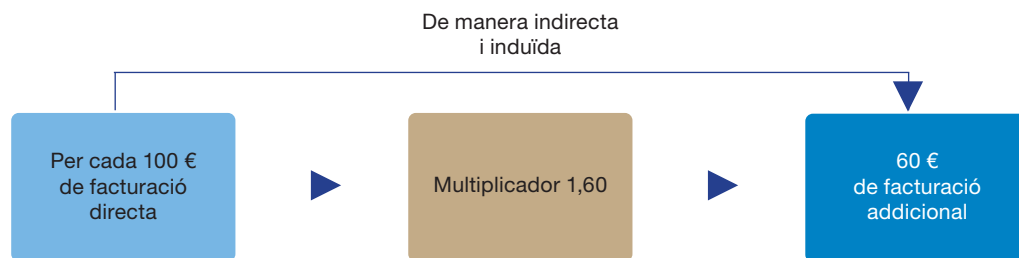 De manera indirecta
i induïda
Per cada 100 €
de facturació
directa
Multiplicador 1,60
60 €
de facturació
addicional